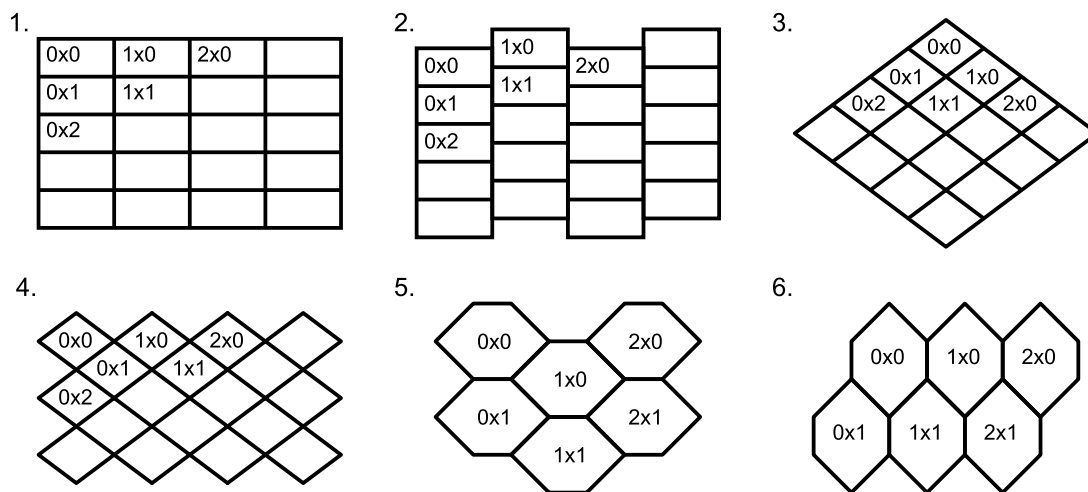 1.
0x0 1x0 2x0
0x1 1x1
0x2
2.
1x0
0x0 2x0
1x1
0x1
0x2
3.
0x0
0x1 1x0
0x2 1x1 2x0
4.
0x0 1x0 2x0
0x1 1x1
0x2
5.
0x0 2x0
1x0
0x1 2x1
1x1
6.
0x0 1x0 2x0
0x1 1x1 2x1